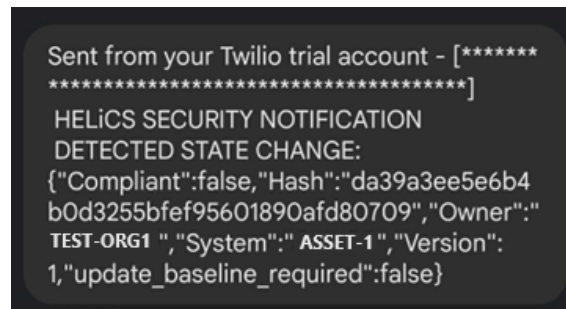 Sent from your Twilio trial account - [*******
**************************************]
HELiCS SECURITY NOTIFICATION
DETECTED STATE CHANGE:
{"Compliant":false,"Hash":"da39a3ee5e6b4
b0d3255bfef95601890afd80709","Owner":"
TEST-ORG1 ","System":" ASSET-1 ","Version":
1,"update_baseline_required":false}